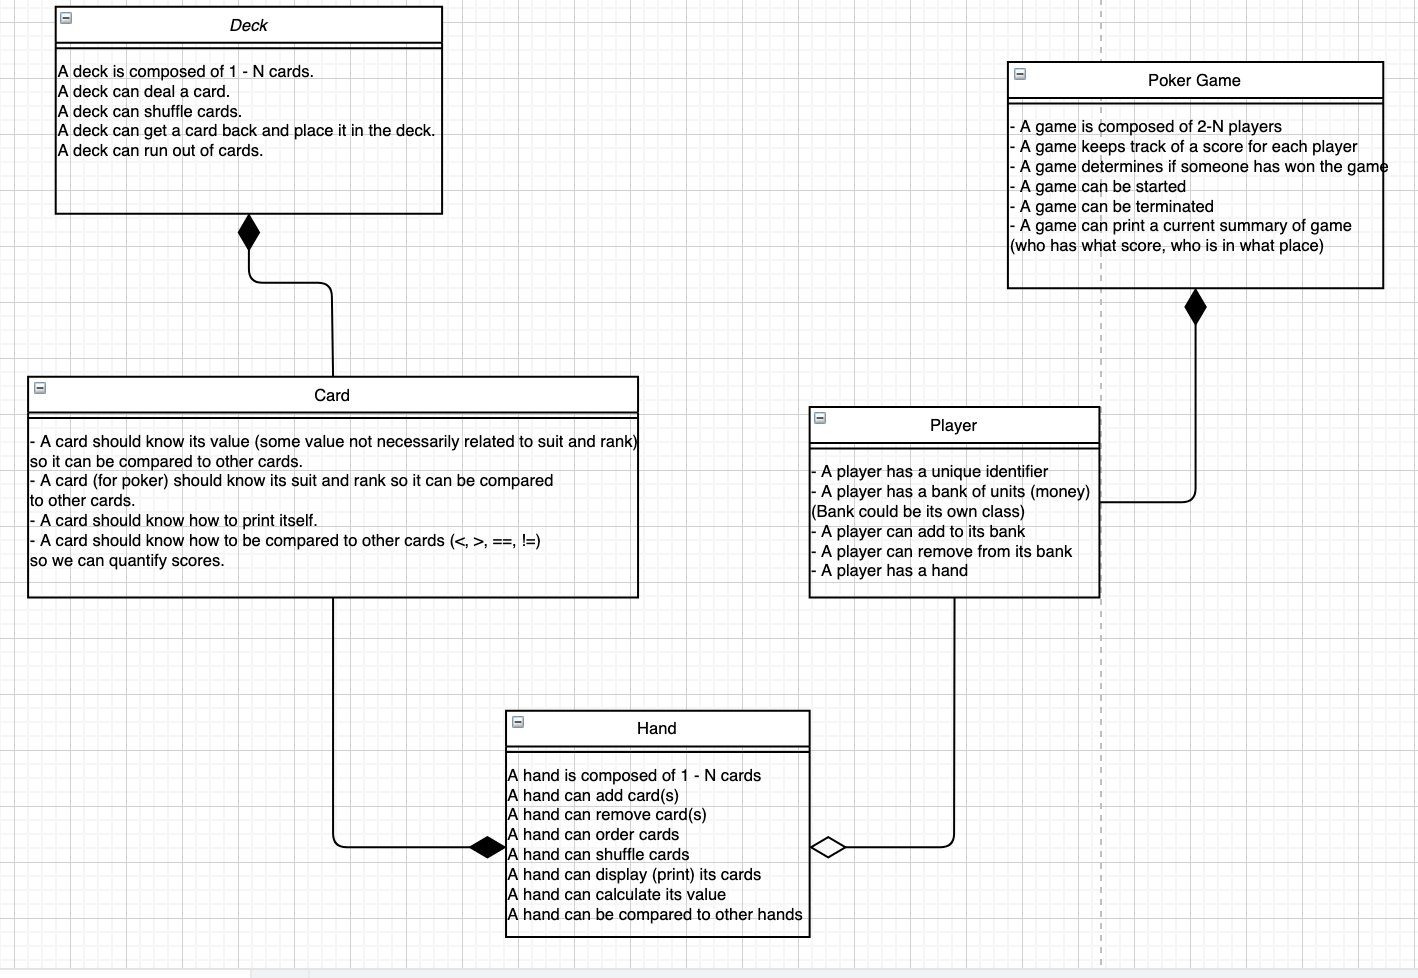 Deck
A deck is composed of 1 - N cards.
A deck can deal a card.
A deck can shuffle cards.
A deck can get a card back and place it in the deck.
A deck can run out of cards.
Poker Game
- A game is composed of 2-N players
- A game keeps track of a score for each player
- A game determines if someone has won the game
- A game can be started
- A game can be terminated
- A game can print a current summary of game
(who has what score, who is in what place)
Card
- A card should know its value (some value not necessarily related to suit and rank)
so it can be compared to other cards.
- A card (for poker) should know its suit and rank so it can be compared
to other cards.
- A card should know how to print itself.
- A card should know how to be compared to other cards (<, >, ==, !=)
so we can quantify scores.
Player
- A player has a unique identifier
- A player has a bank of units (money)
(Bank could be its own class)
- A player can add to its bank
- A player can remove from its bank
- A player has a hand
Hand
A hand is composed of 1 - N cards
A hand can add card(s)
A hand can remove card(s)
A hand can order cards
A hand can shuffle cards
A hand can display (print) its cards
A hand can calculate its value
A hand can be compared to other hands